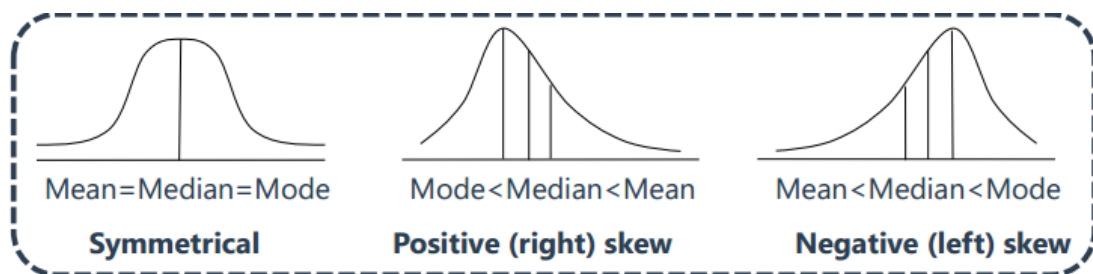 Mean=Median=Mode
Mode<Median<Mean
Mean<Median<Mode
Symmetrical
Positive (right) skew
Negative (left) skew